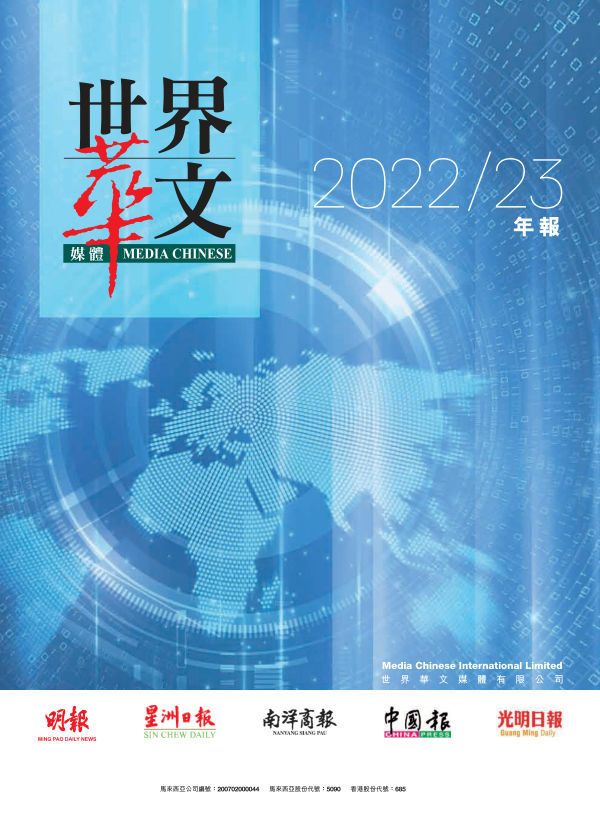 世界
華文
媒體 MEDIA CHINESE
2022/23
年報
Media Chinese International Limited
世界華文媒體有限公司
明報
MING PAO DAILY NEWS
星洲日报
SIN CHEW DAILY
南洋商報
NANYANG SIANG PAU
中國報
CHINA PRESS
光明日報
Guang Ming Daily
馬來西亞公司編號：200702000044 馬來西亞股份代號：5090 香港股份代號：685